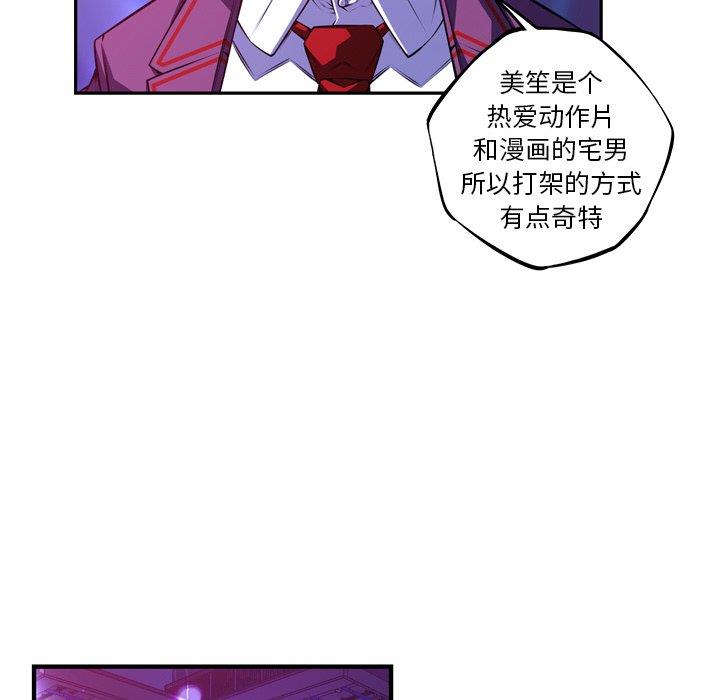 美笙是个
热爱动作片
和漫画的宅男
所以打架的方式
有点奇特